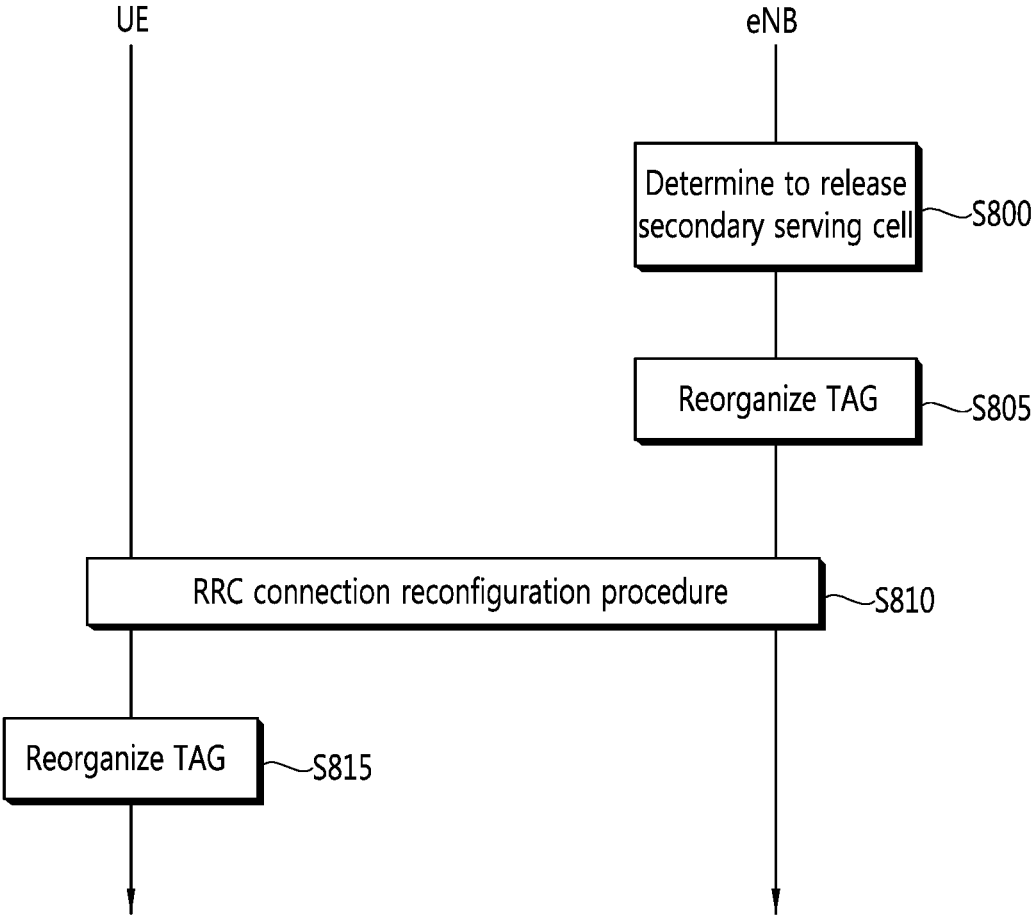 UE
eNB
Determine to release
secondary serving cell
S800
Reorganize TAG
S805
RRC connection reconfiguration procedure
S810
Reorganize TAG
S815